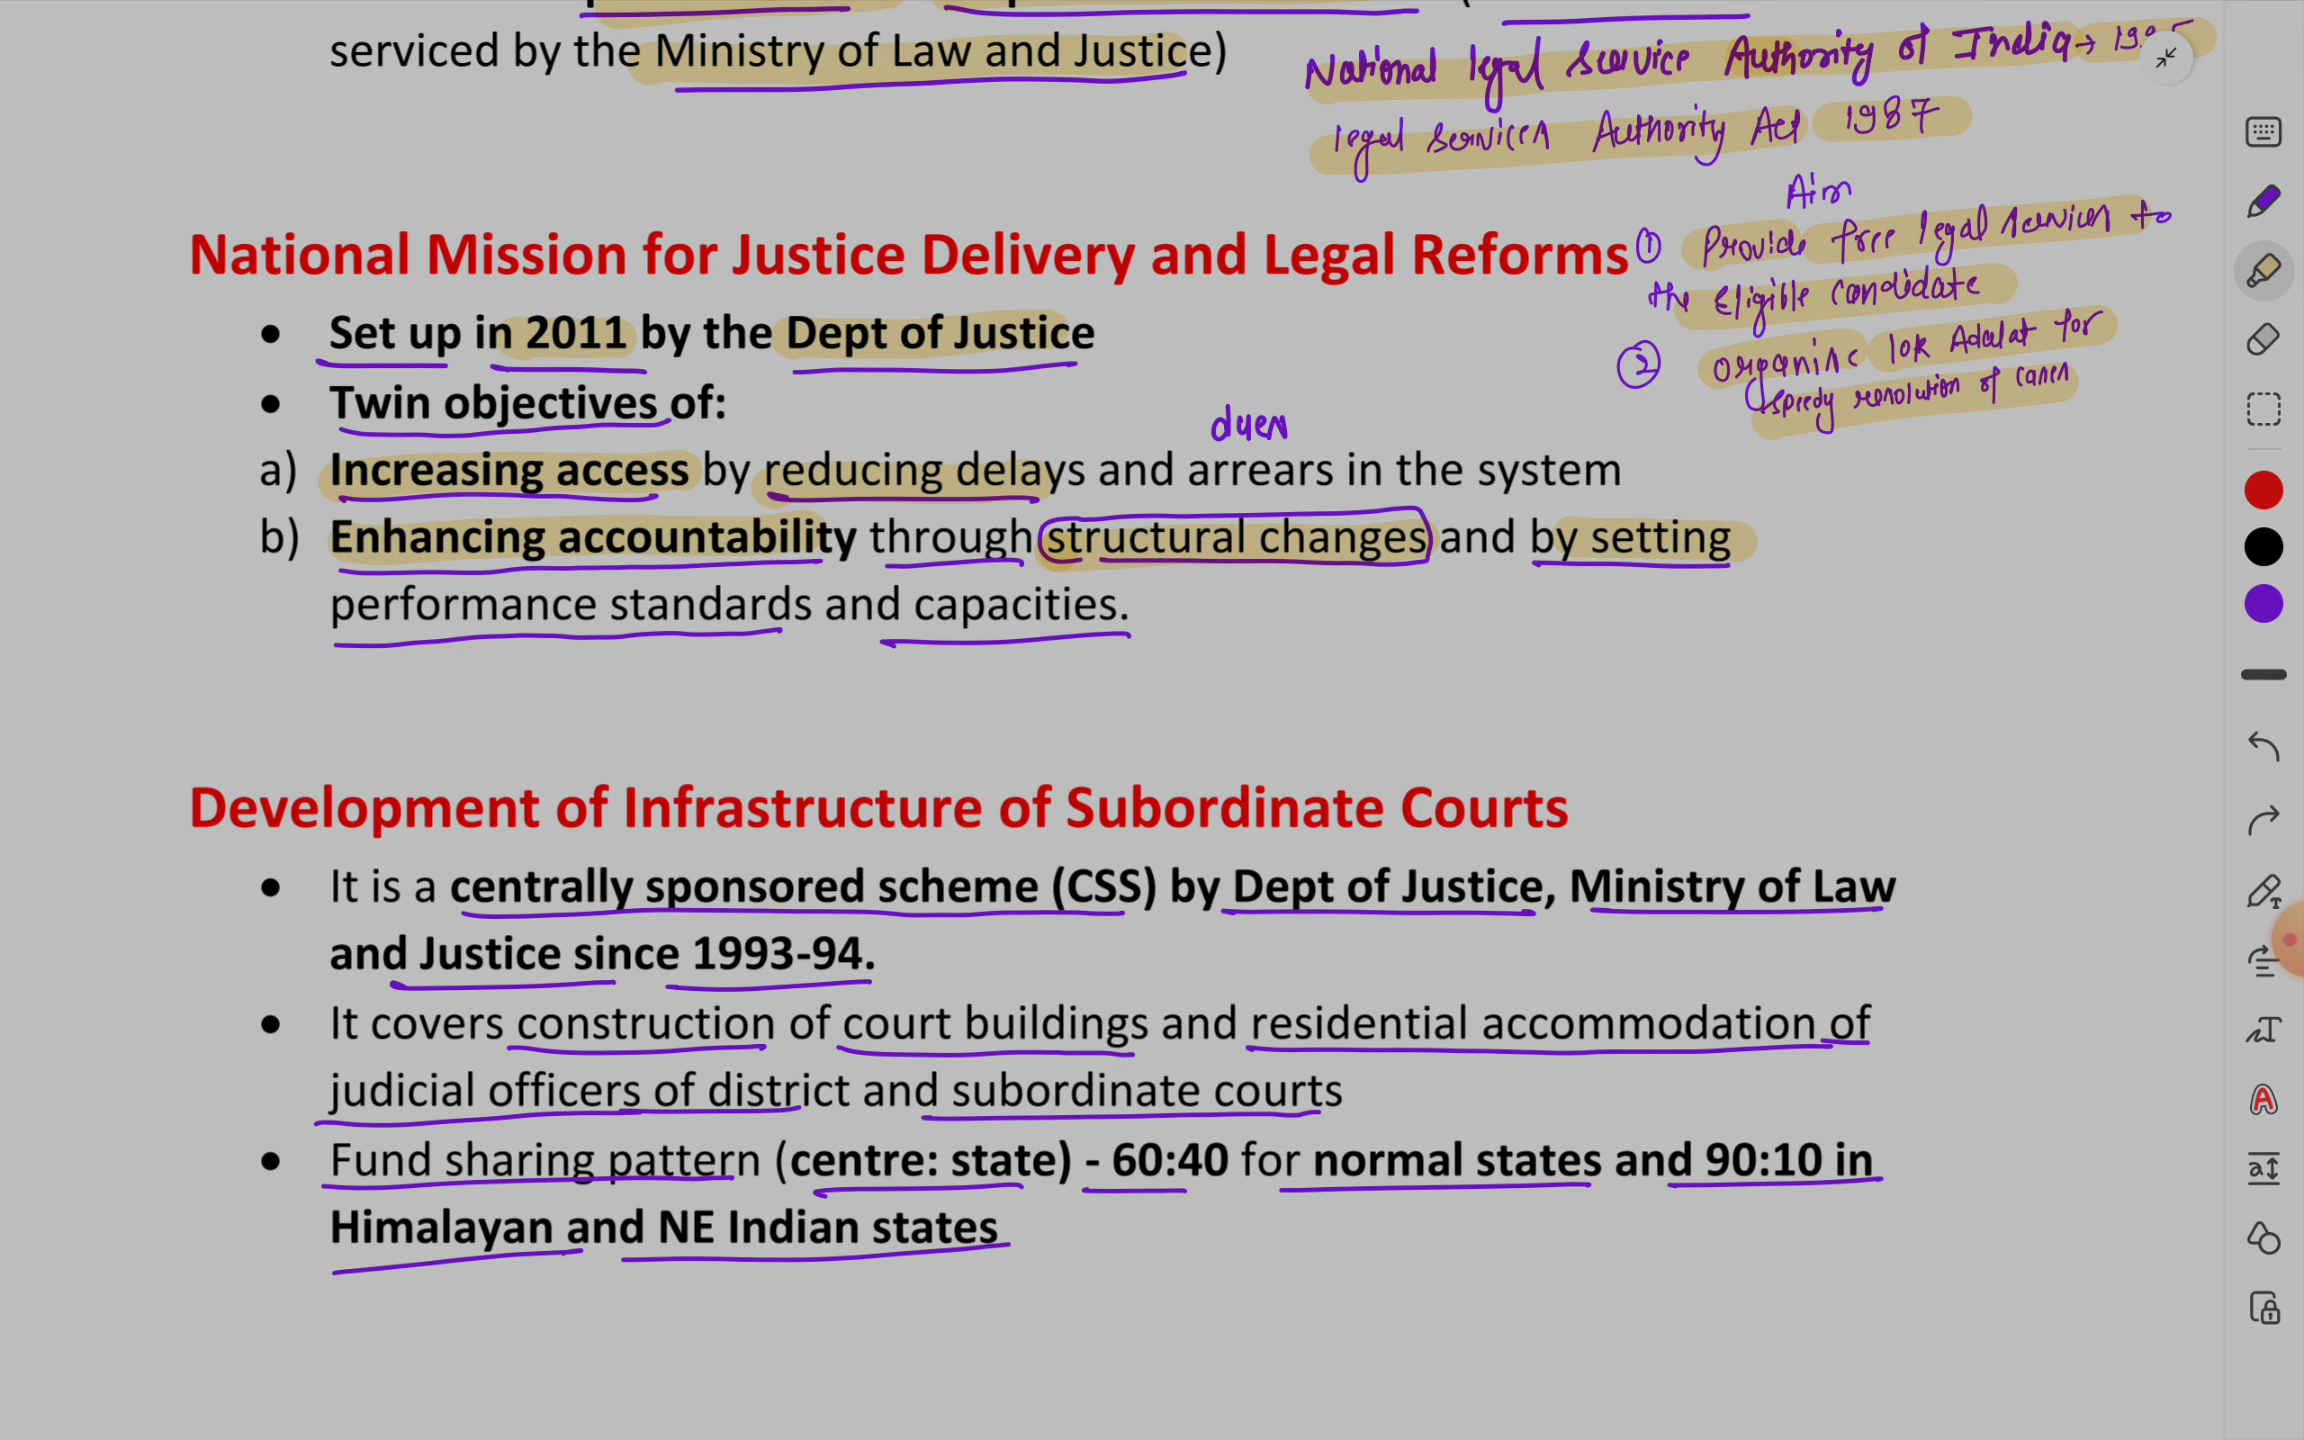 serviced by the Ministry of Law and Justice)
National legal Service Authority of India →
legal Services Authority Act 1987
Aim
① Provide free legal services to
the Eligible candidate
② organise lok Adalat for
speedy resolution of cases
National Mission for Justice Delivery and Legal Reforms
• Set up in 2011 by the Dept of Justice
• Twin objectives of:
dues
a) Increasing access by reducing delays and arrears in the system
b) Enhancing accountability through structural changes and by setting
performance standards and capacities.
Development of Infrastructure of Subordinate Courts
• It is a centrally sponsored scheme (CSS) by Dept of Justice, Ministry of Law
and Justice since 1993-94.
• It covers construction of court buildings and residential accommodation of
judicial officers of district and subordinate courts
• Fund sharing pattern (centre: state) - 60:40 for normal states and 90:10 in
Himalayan and NE Indian states